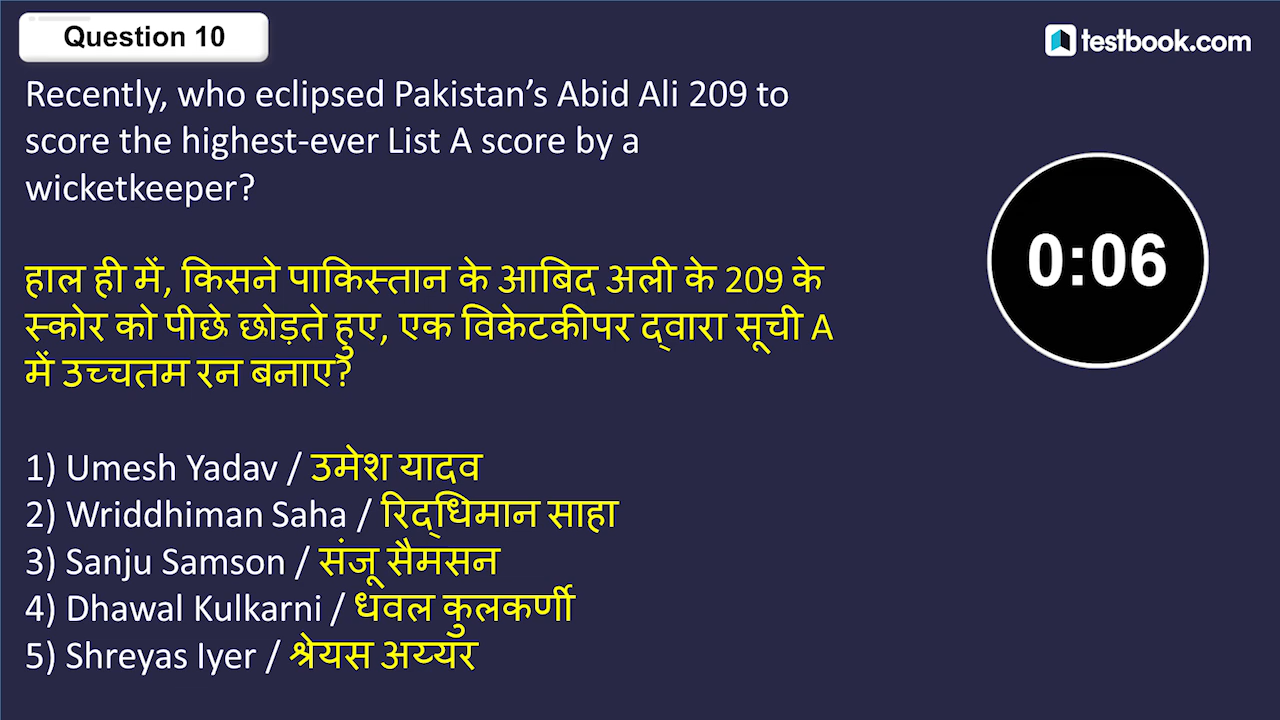 Question 10
testbook.com
Recently, who eclipsed Pakistan’s Abid Ali 209 to
score the highest-ever List A score by a
wicketkeeper?
0:06
हाल ही में, किसने पाकिस्तान के आबिद अली के 209 के
स्कोर को पीछे छोड़ते हुए, एक विकेटकीपर द्वारा सूची A
में उच्चतम रन बनाए?
1) Umesh Yadav / उमेश यादव
2) Wriddhiman Saha / रिद्धिमान साहा
3) Sanju Samson / संजू सैमसन
4) Dhawal Kulkarni / धवल कुलकर्णी
5) Shreyas Iyer / श्रेयस अय्यर